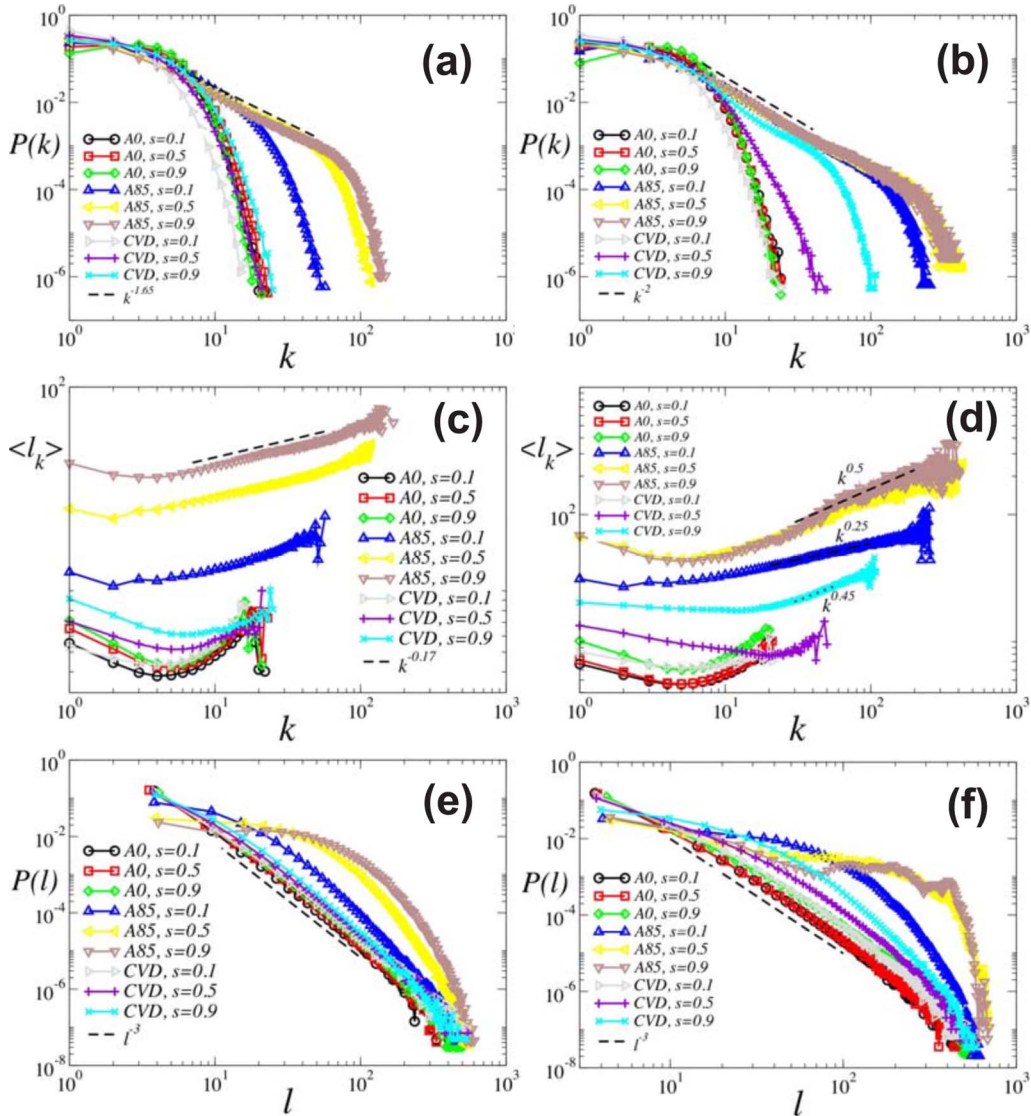 (a)
10^0
10^-2
P(k)
10^-4
10^-6
A0, s=0.1
A0, s=0.5
A0, s=0.9
A85, s=0.1
A85, s=0.5
A85, s=0.9
CVD, s=0.1
CVD, s=0.5
CVD, s=0.9
k^-1.65
10^0 10^1 10^2 10^3
k
(b)
10^0
10^-2
P(k)
10^-4
10^-6
A0, s=0.1
A0, s=0.5
A0, s=0.9
A85, s=0.1
A85, s=0.5
A85, s=0.9
CVD, s=0.1
CVD, s=0.5
CVD, s=0.9
k^-2
10^0 10^1 10^2 10^3
k
(c)
10^2
<l_k>
A0, s=0.1
A0, s=0.5
A0, s=0.9
A85, s=0.1
A85, s=0.5
A85, s=0.9
CVD, s=0.1
CVD, s=0.5
CVD, s=0.9
k^-0.17
10^0 10^1 10^2 10^3
k
(d)
<l_k>
10^2
A0, s=0.1
A0, s=0.5
A0, s=0.9
A85, s=0.1
A85, s=0.5
A85, s=0.9
CVD, s=0.1
CVD, s=0.5
CVD, s=0.9
k^0.5
k^0.25
k^0.45
10^0 10^1 10^2 10^3
k
(e)
10^0
10^-2
P(l)
10^-4
10^-6
10^-8
A0, s=0.1
A0, s=0.5
A0, s=0.9
A85, s=0.1
A85, s=0.5
A85, s=0.9
CVD, s=0.1
CVD, s=0.5
CVD, s=0.9
l^-3
10^0 10^1 10^2 10^3
l
(f)
10^0
10^-2
P(l)
10^-4
10^-6
10^-8
A0, s=0.1
A0, s=0.5
A0, s=0.9
A85, s=0.1
A85, s=0.5
A85, s=0.9
CVD, s=0.1
CVD, s=0.5
CVD, s=0.9
l^-3
10^1 10^2 10^3
l